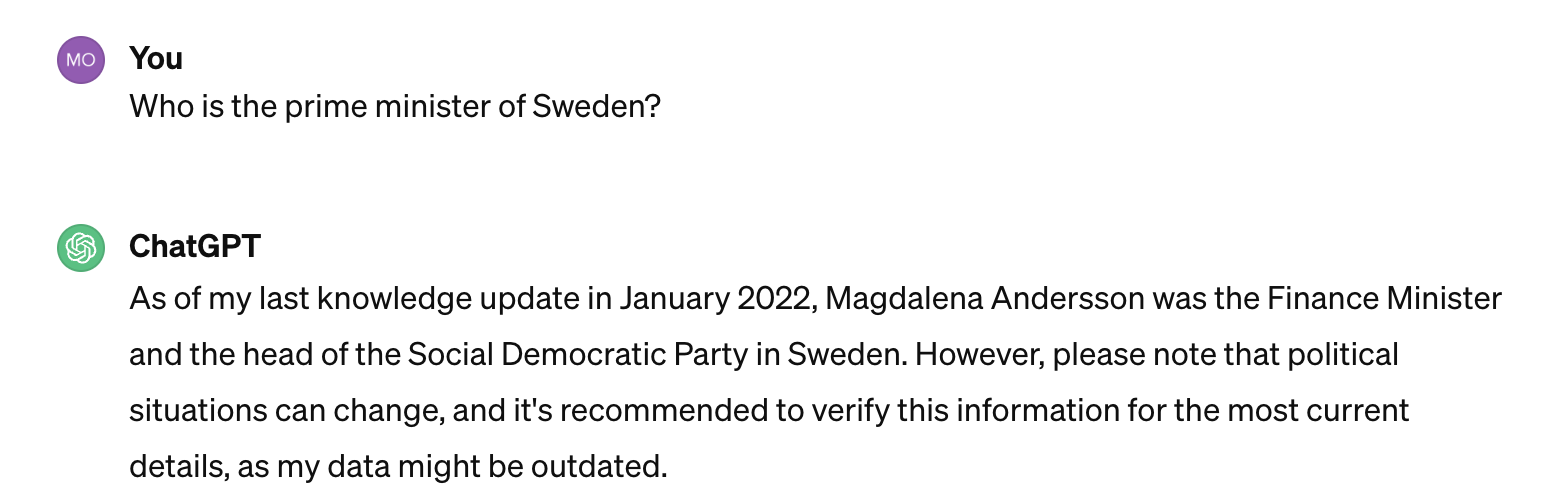 MO
You
Who is the prime minister of Sweden?
ChatGPT
As of my last knowledge update in January 2022, Magdalena Andersson was the Finance Minister
and the head of the Social Democratic Party in Sweden. However, please note that political
situations can change, and it's recommended to verify this information for the most current
details, as my data might be outdated.